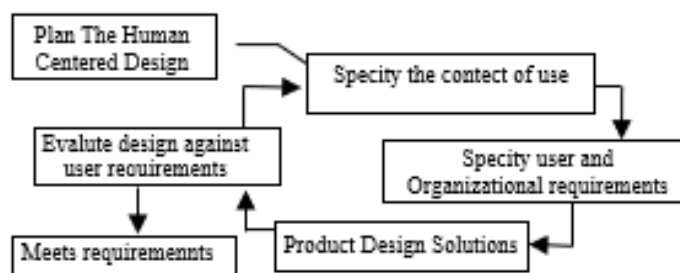 Plan The Human
Centered Design
Specity the contect of use
Evalute design against
user reouirements
Specity user and
Organizational requirements
Product Design Solutions
Meets requiremennts